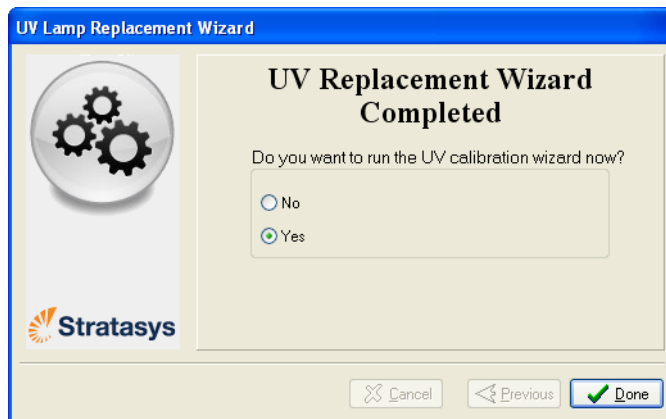 UV Lamp Replacement Wizard
UV Replacement Wizard
Completed
Do you want to run the UV calibration wizard now?
No
Yes
Stratasys
Cancel
Previous
Done